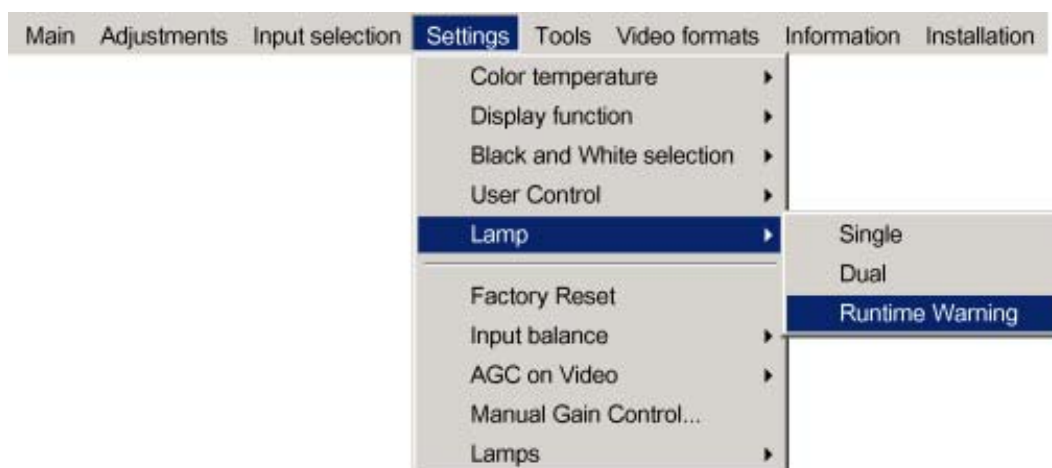 Main Adjustments Input selection Settings Tools Video formats Information Installation
Color temperature
Display function
Black and White selection
User Control
Lamp
Single
Dual
Runtime Warning
Factory Reset
Input balance
AGC on Video
Manual Gain Control...
Lamps